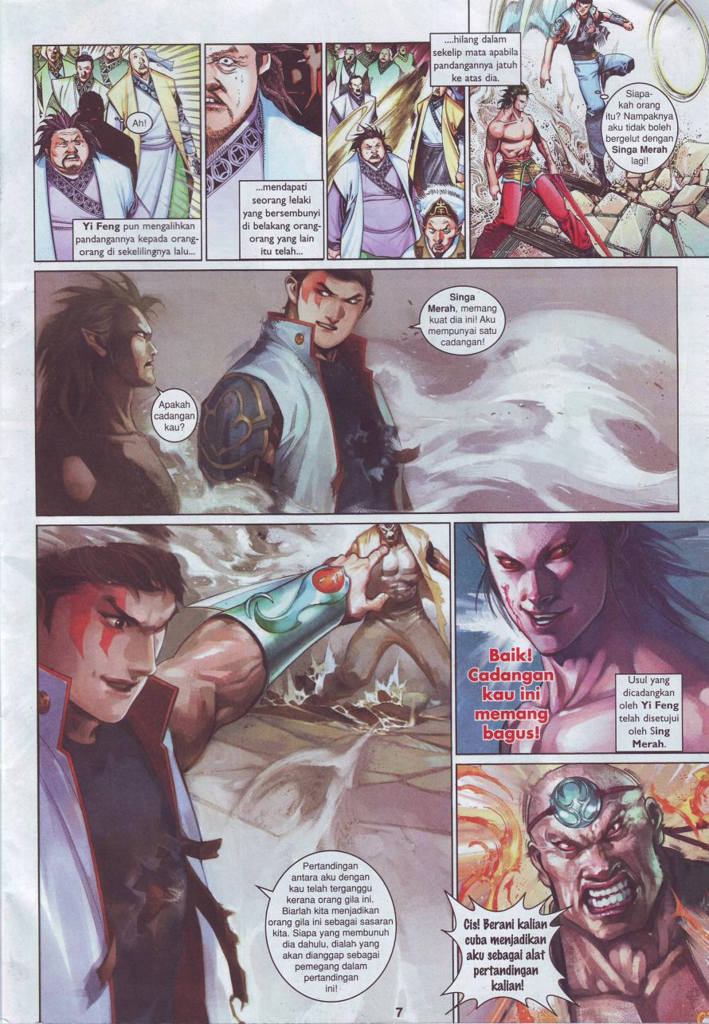 Ah!
Yi Feng pun mengalihkan
pandangannya kepada orang-
orang di sekelilingnya lalu...
...mendapati
seorang lelaki
yang bersembunyi
di belakang orang-
orang yang lain
itu telah...
....hilang dalam
sekelip mata apabila
pandangannya jatuh
ke atas dia.
Siapa-
kah orang
itu? Nampaknya
aku tidak boleh
bergelut dengan
Singa Merah
lagi!
Singa
Merah, memang
kuat dia ini! Aku
mempunyai satu
cadangan!
Apakah
cadangan
kau?
Pertandingan
antara aku dengan
kau telah terganggu
kerana orang gila ini.
Biarlah kita menjadikan
orang gila ini sebagai sasaran
kita. Siapa yang membunuh
dia dahulu, dialah yang
akan dianggap sebagai
pemegang dalam
pertandingan
ini!
Baik!
Cadangan
kau ini
memang
bagus!
Usul yang
dicadangkan
oleh Yi Feng
telah disetujui
oleh Sing
Merah.
Cis! Berani kalian
cuba menjadikan
aku sebagai alat
pertandingan
kalian!
7